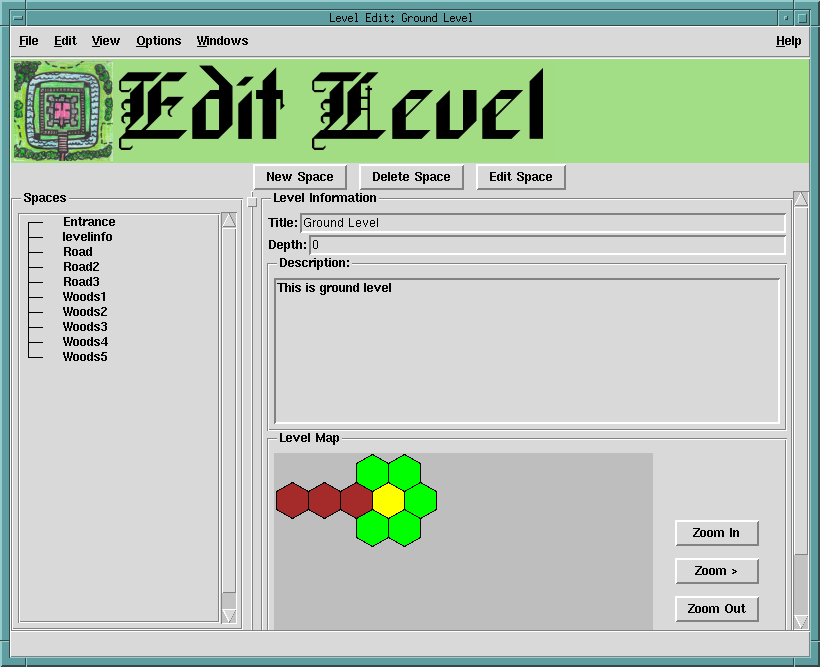 Level Edit: Ground Level
File Edit View Options Windows Help
Edit Level
New Space Delete Space Edit Space
Spaces
Entrance
levelinfo
Road
Road2
Road3
Woods1
Woods2
Woods3
Woods4
Woods5
Level Information
Title: Ground Level
Depth: 0
Description:
This is ground level
Level Map
Zoom In
Zoom >
Zoom Out